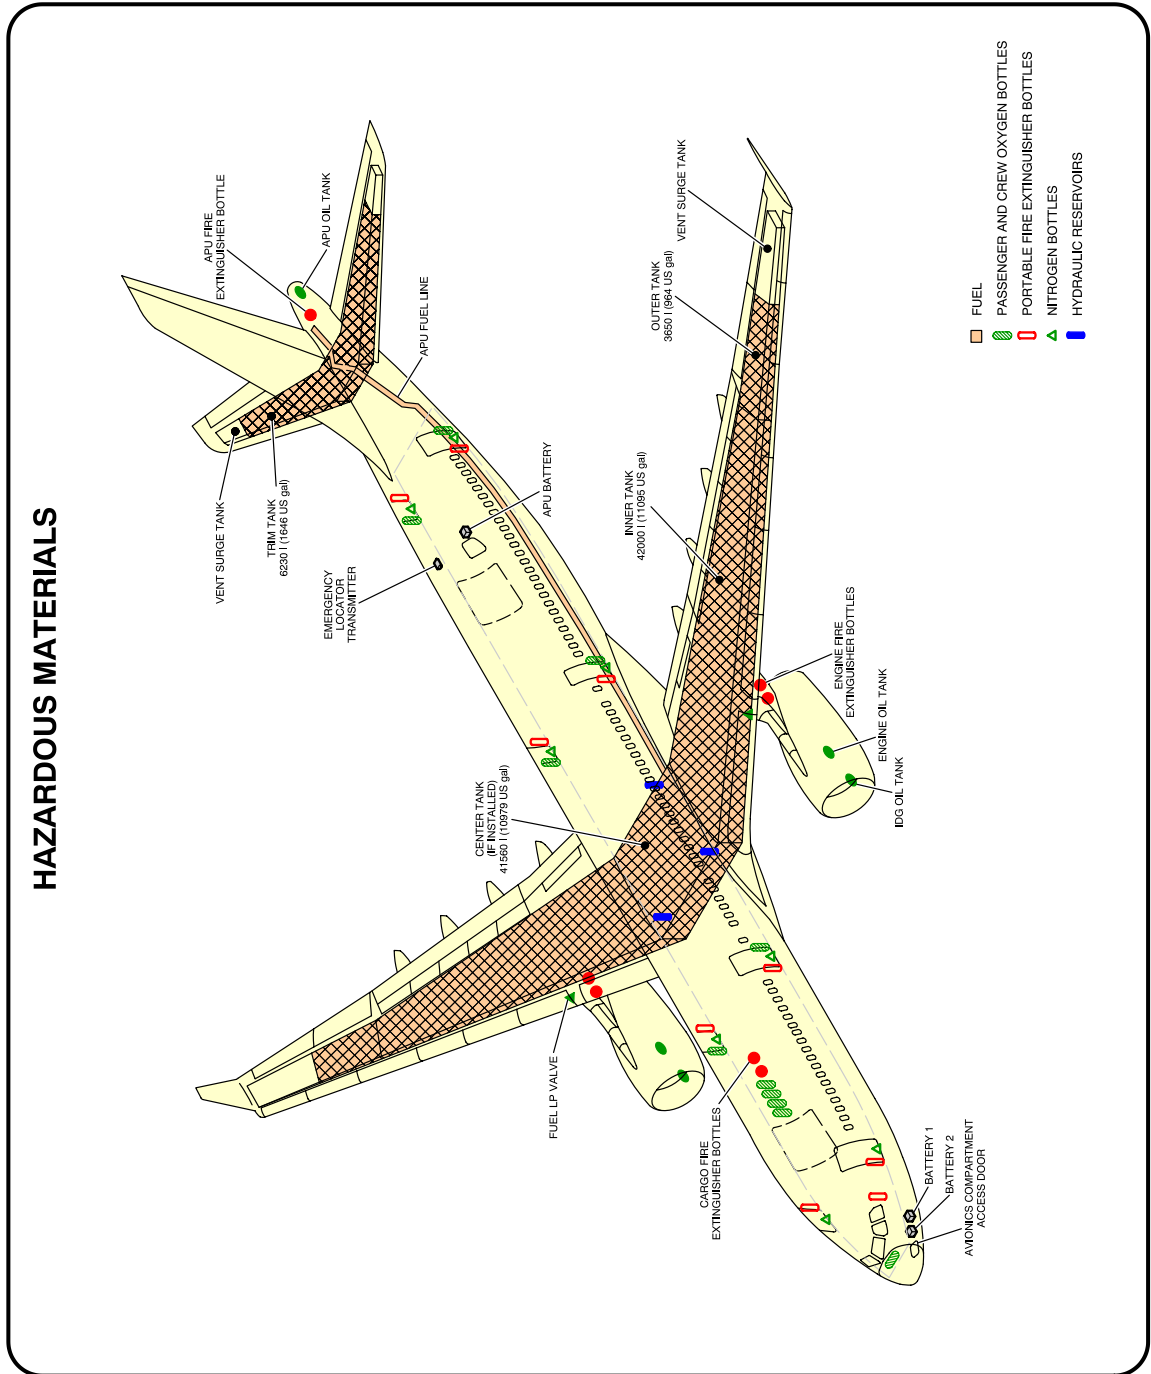 HAZARDOUS MATERIALS
VENT SURGE TANK
TRIM TANK
6230 l (1646 US gal)
APU FIRE
EXTINGUISHER BOTTLE
APU OIL TANK
APU FUEL LINE
EMERGENCY
LOCATOR
TRANSMITTER
APU BATTERY
CENTER TANK
(IF INSTALLED)
41560 l (10979 US gal)
INNER TANK
42000 l (11095 US gal)
OUTER TANK
3650 l (964 US gal)
VENT SURGE TANK
FUEL LP VALVE
ENGINE FIRE
EXTINGUISHER BOTTLES
ENGINE OIL TANK
IDG OIL TANK
CARGO FIRE
EXTINGUISHER BOTTLES
BATTERY 1
BATTERY 2
AVIONICS COMPARTMENT
ACCESS DOOR
FUEL
PASSENGER AND CREW OXYGEN BOTTLES
PORTABLE FIRE EXTINGUISHER BOTTLES
NITROGEN BOTTLES
HYDRAULIC RESERVOIRS